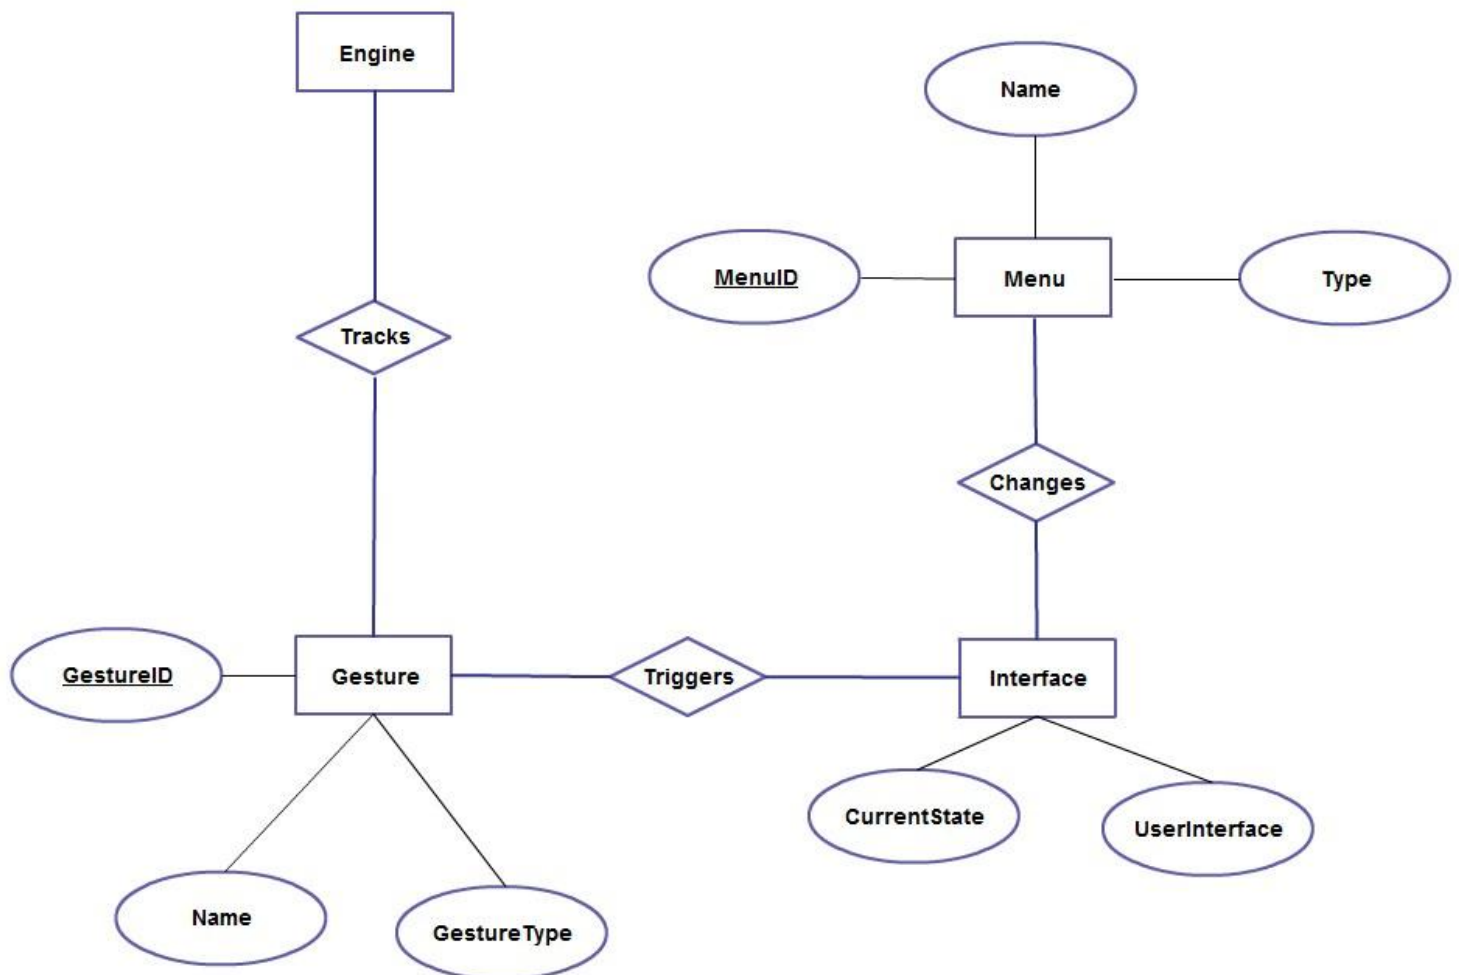 Engine
Name
MenuID
Menu
Type
Tracks
Changes
GestureID
Gesture
Triggers
Interface
CurrentState
UserInterface
Name
GestureType